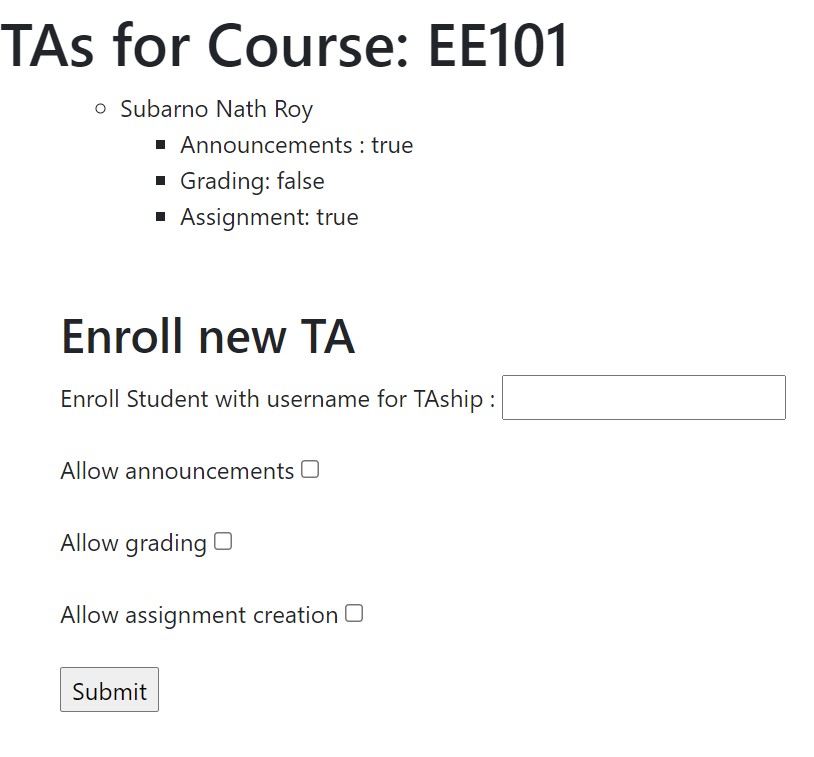 TAs for Course: EE101
Subarno Nath Roy
Announcements : true
Grading: false
Assignment: true
Enroll new TA
Enroll Student with username for TAship :
Allow announcements
Allow grading
Allow assignment creation
Submit